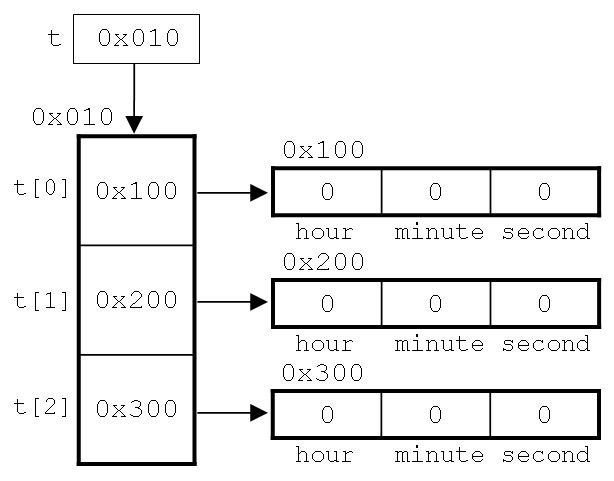 t 0x010
0x010
0x100
t[0] 0x100 0 0 0
hour minute second
0x200
t[1] 0x200 0 0 0
hour minute second
0x300
t[2] 0x300 0 0 0
hour minute second